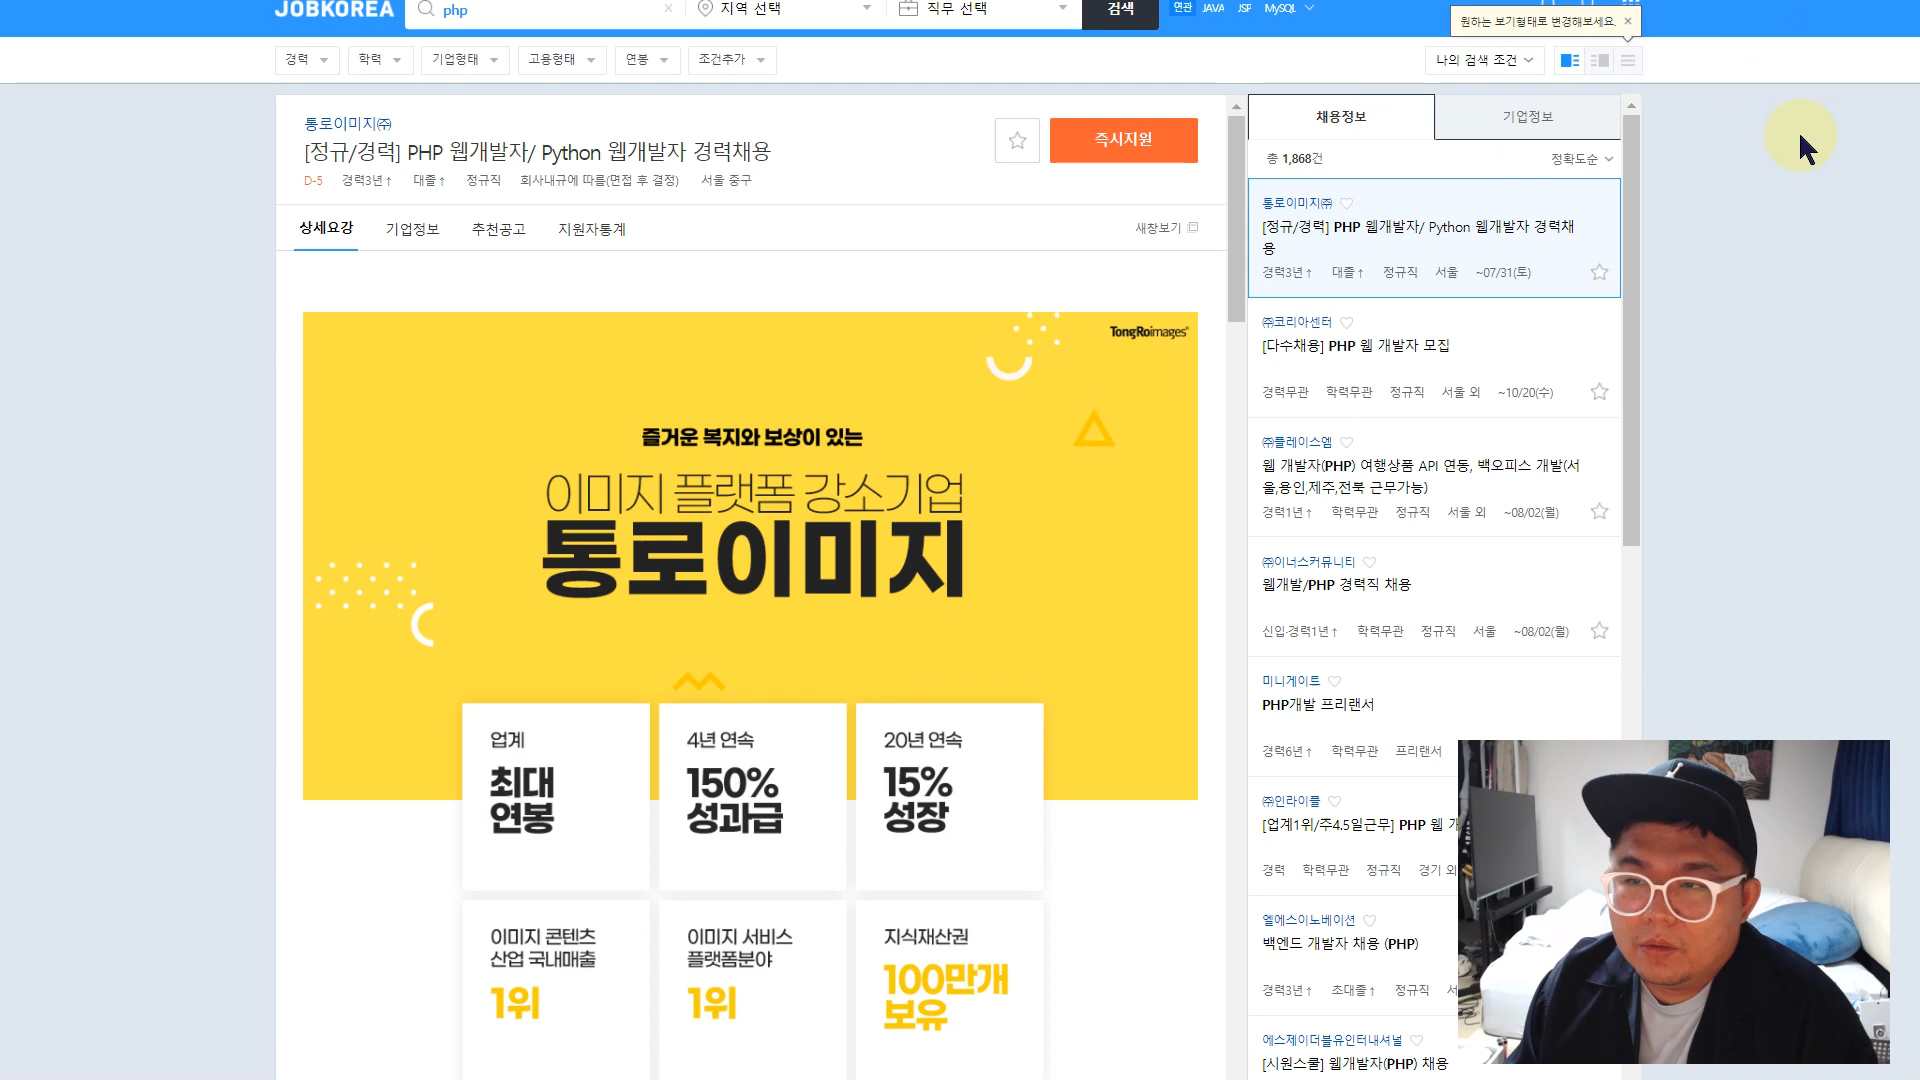 JOBKOREA
php
지역 선택
직무 선택
검색
연관 JAVA JSP MySQL
원하는 보기형태로 변경해보세요.
경력
학력
기업형태
고용형태
연봉
조건추가
나의 검색 조건
통로이미지㈜
[정규/경력] PHP 웹개발자/ Python 웹개발자 경력채용
D-5 경력3년↑ 대졸↑ 정규직 회사내규에 따름(면접 후 결정) 서울 중구
즉시지원
상세요강
기업정보
추천공고
지원자통계
새창보기
TongRoimages
즐거운 복지와 보상이 있는
이미지 플랫폼 강소기업
통로이미지
업계
최대
연봉
4년 연속
150%
성과급
20년 연속
15%
성장
이미지 콘텐츠
산업 국내매출
1위
이미지 서비스
플랫폼분야
1위
지식재산권
100만개
보유
채용정보
기업정보
총 1,868건
정확도순
통로이미지㈜
[정규/경력] PHP 웹개발자/ Python 웹개발자 경력채
용
경력3년↑ 대졸↑ 정규직 서울 ~07/31(토)
㈜코리아센터
[다수채용] PHP 웹 개발자 모집
경력무관 학력무관 정규직 서울 외 ~10/20(수)
㈜플레이스엠
웹 개발자(PHP) 여행상품 API 연동, 백오피스 개발(서
울,용인,제주,전북 근무가능)
경력1년↑ 학력무관 정규직 서울 외 ~08/02(월)
㈜이너스커뮤니티
웹개발/PHP 경력직 채용
신입·경력1년↑ 학력무관 정규직 서울 ~08/02(월)
미니게이트
PHP개발 프리랜서
경력6년↑ 학력무관 프리랜서
㈜인라이플
[업계1위/주4.5일근무] PHP 웹 개
경력 학력무관 정규직 경기 외
엘에스이노베이션
백엔드 개발자 채용 (PHP)
경력3년↑ 초대졸↑ 정규직 서
에스제이더블유인터내셔널
[시원스쿨] 웹개발자(PHP) 채용